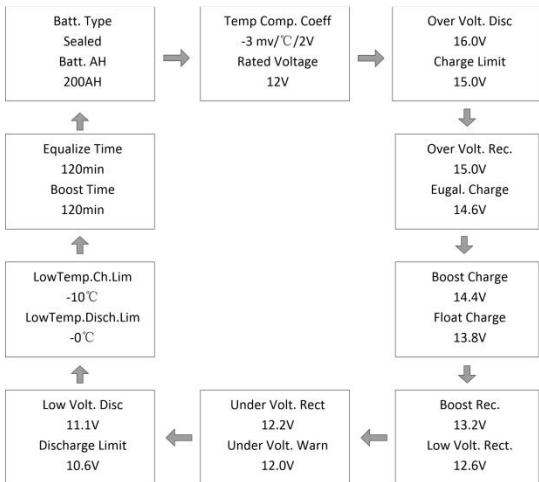 Batt. Type
Sealed
Batt. AH
200AH
Temp Comp. Coeff
-3 mv/℃/2V
Rated Voltage
12V
Over Volt. Disc
16.0V
Charge Limit
15.0V
Over Volt. Rec.
15.0V
Eugal. Charge
14.6V
Boost Charge
14.4V
Float Charge
13.8V
Boost Rec.
13.2V
Low Volt. Rect.
12.6V
Under Volt. Rect
12.2V
Under Volt. Warn
12.0V
Low Volt. Disc
11.1V
Discharge Limit
10.6V
LowTemp.Ch.Lim
-10℃
LowTemp.Disch.Lim
-0℃
Equalize Time
120min
Boost Time
120min